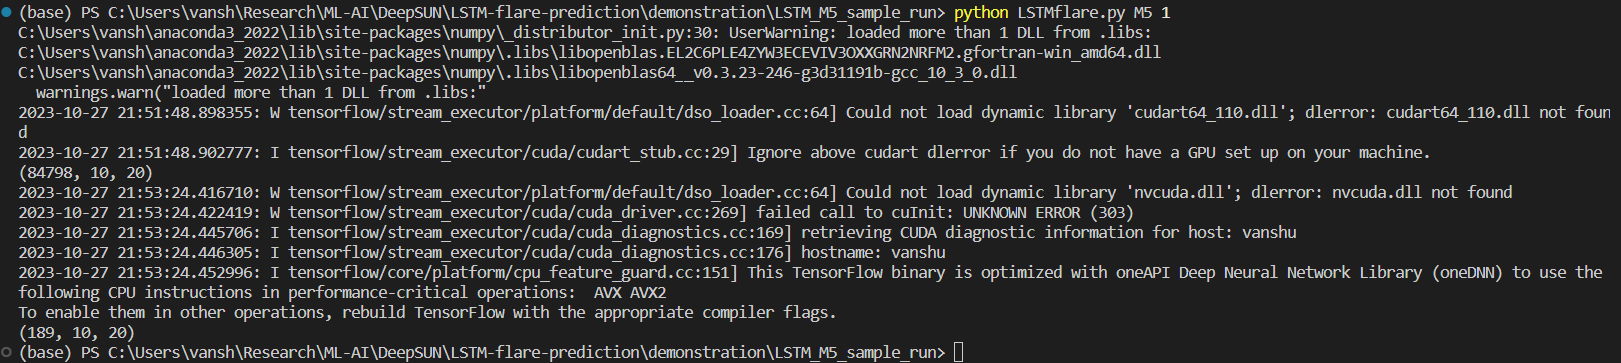 (base) PS C:\Users\vansh\Research\ML-AI\DeepSUN\LSTM-flare-prediction\demonstration\LSTM_M5_sample_run> python LSTMflare.py M5 1
C:\Users\vansh\anaconda3_2022\lib\site-packages\numpy\_distributor_init.py:30: UserWarning: loaded more than 1 DLL from .libs:
C:\Users\vansh\anaconda3_2022\lib\site-packages\numpy\.libs\libopenblas.EL2C6PLE4ZYW3ECEVIV3OXXGRN2NRFM2.gfortran-win_amd64.dll
C:\Users\vansh\anaconda3_2022\lib\site-packages\numpy\.libs\libopenblas64__v0.3.23-246-g3d31191b-gcc_10_3_0.dll
  warnings.warn("loaded more than 1 DLL from .libs:"
2023-10-27 21:51:48.898355: W tensorflow/stream_executor/platform/default/dso_loader.cc:64] Could not load dynamic library 'cudart64_110.dll'; dlerror: cudart64_110.dll not foun
d
2023-10-27 21:51:48.902777: I tensorflow/stream_executor/cuda/cudart_stub.cc:29] Ignore above cudart dlerror if you do not have a GPU set up on your machine.
(84798, 10, 20)
2023-10-27 21:53:24.416710: W tensorflow/stream_executor/platform/default/dso_loader.cc:64] Could not load dynamic library 'nvcuda.dll'; dlerror: nvcuda.dll not found
2023-10-27 21:53:24.422419: W tensorflow/stream_executor/cuda/cuda_driver.cc:269] failed call to cuInit: UNKNOWN ERROR (303)
2023-10-27 21:53:24.445706: I tensorflow/stream_executor/cuda/cuda_diagnostics.cc:169] retrieving CUDA diagnostic information for host: vanshu
2023-10-27 21:53:24.446305: I tensorflow/stream_executor/cuda/cuda_diagnostics.cc:176] hostname: vanshu
2023-10-27 21:53:24.452996: I tensorflow/core/platform/cpu_feature_guard.cc:151] This TensorFlow binary is optimized with oneAPI Deep Neural Network Library (oneDNN) to use the
following CPU instructions in performance-critical operations:  AVX AVX2
To enable them in other operations, rebuild TensorFlow with the appropriate compiler flags.
(189, 10, 20)
(base) PS C:\Users\vansh\Research\ML-AI\DeepSUN\LSTM-flare-prediction\demonstration\LSTM_M5_sample_run>